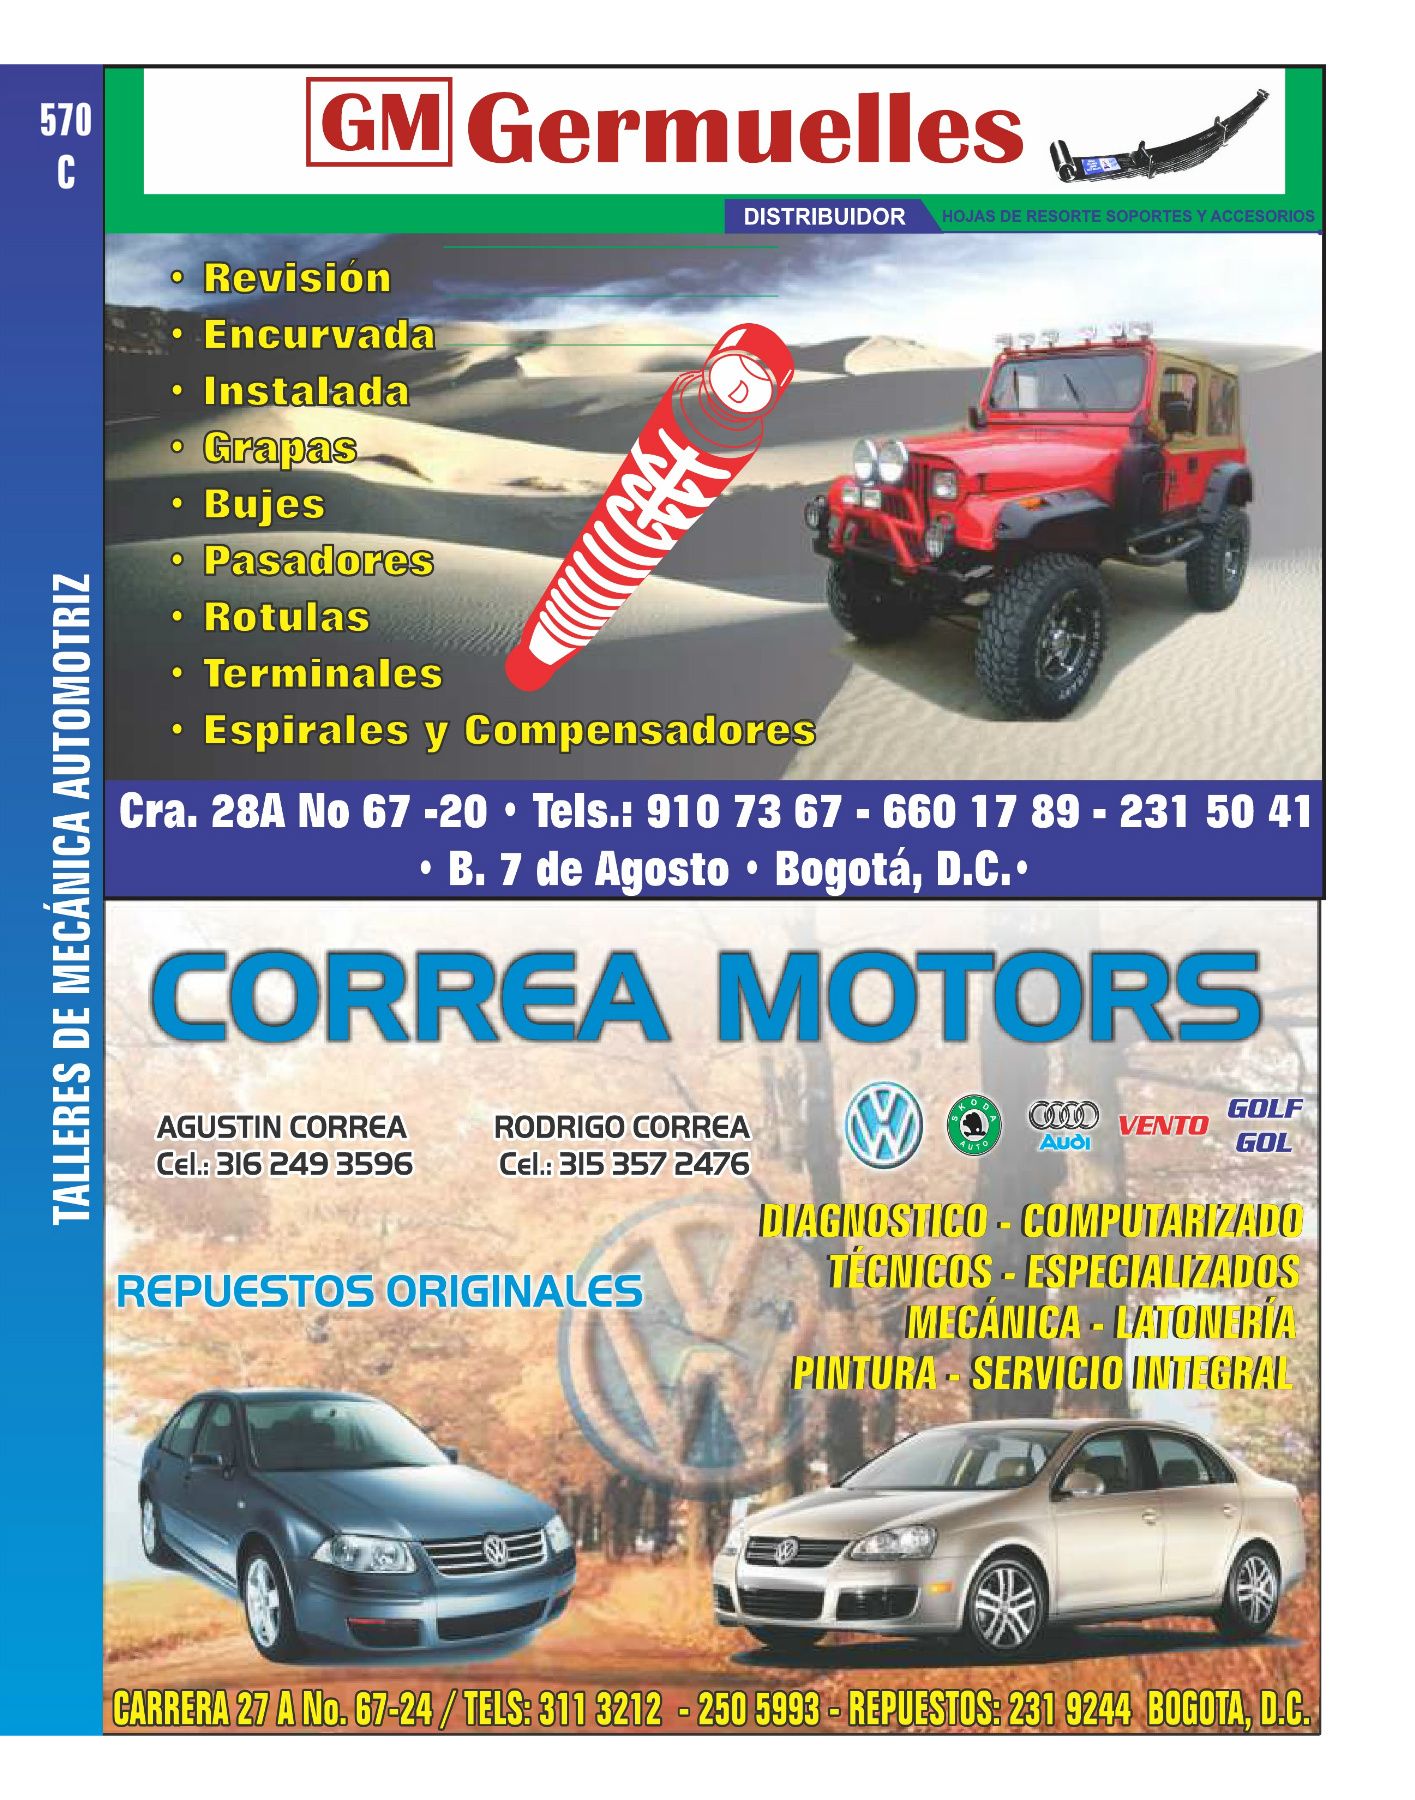 570
C
TALLERES DE MECÁNICA AUTOMOTRIZ
GM Germuelles
DISTRIBUIDOR HOJAS DE RESORTE SOPORTES Y ACCESORIOS
• Revisión
• Encurvada
• Instalada
• Grapas
• Bujes
• Pasadores
• Rotulas
• Terminales
• Espirales y Compensadores
Cra. 28A No 67 -20 • Tels.: 910 73 67 - 660 17 89 - 231 50 41
• B. 7 de Agosto • Bogotá, D.C.•
CORREA MOTORS
AGUSTIN CORREA
Cel.: 316 249 3596
RODRIGO CORREA
Cel.: 315 357 2476
VW
SKODA
AUTO
Audi
VENTO
GOLF
GOL
DIAGNOSTICO - COMPUTARIZADO
TÉCNICOS - ESPECIALIZADOS
MECÁNICA - LATONERÍA
PINTURA - SERVICIO INTEGRAL
REPUESTOS ORIGINALES
CARRERA 27 A No. 67-24 / TELS: 311 3212 - 250 5993 - REPUESTOS: 231 9244 BOGOTA, D.C.